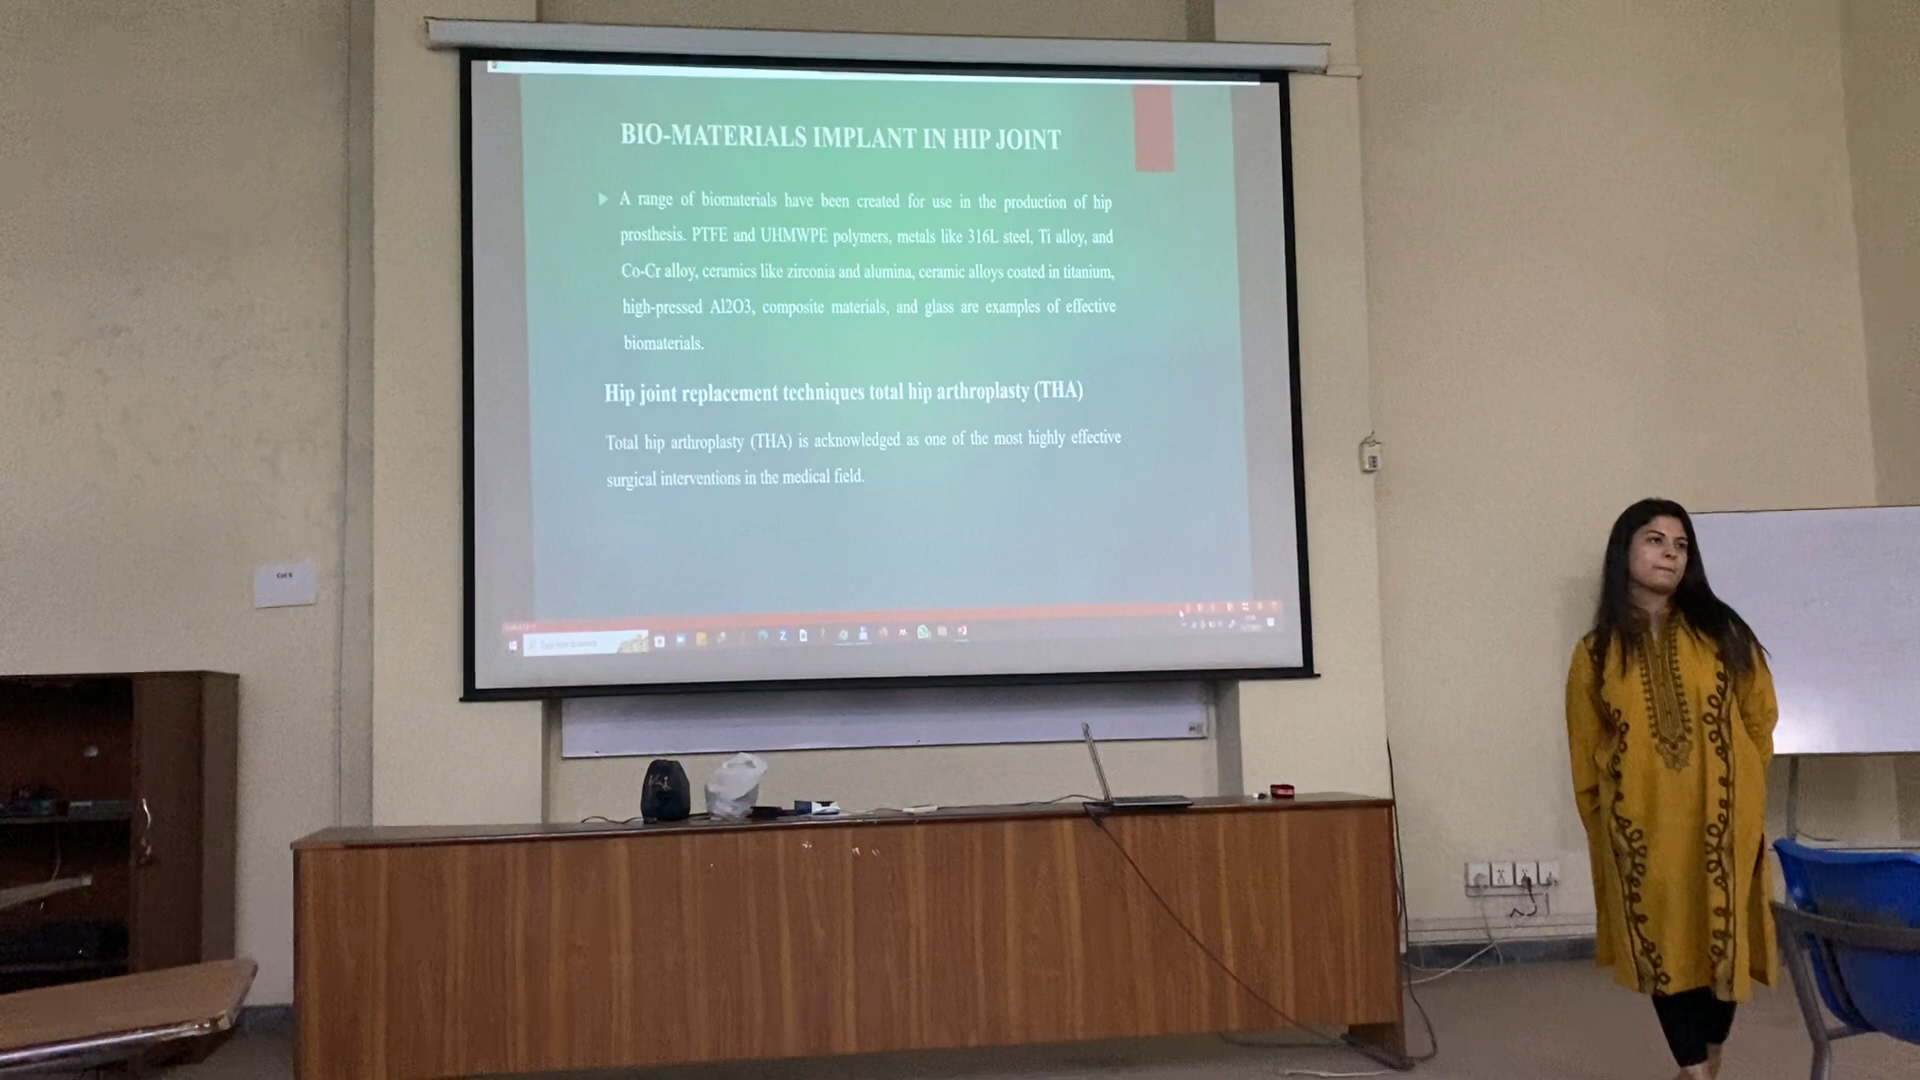 BIO-MATERIALS IMPLANT IN HIP JOINT
A range of biomaterials have been created for use in the production of hip
prosthesis. PTFE and UHMWPE polymers, metals like 316L steel, Ti alloy, and
Co-Cr alloy, ceramics like zirconia and alumina, ceramic alloys coated in titanium,
high-pressed Al2O3, composite materials, and glass are examples of effective
biomaterials.
Hip joint replacement techniques total hip arthroplasty (THA)
Total hip arthroplasty (THA) is acknowledged as one of the most highly effective
surgical interventions in the medical field.
Type here to search